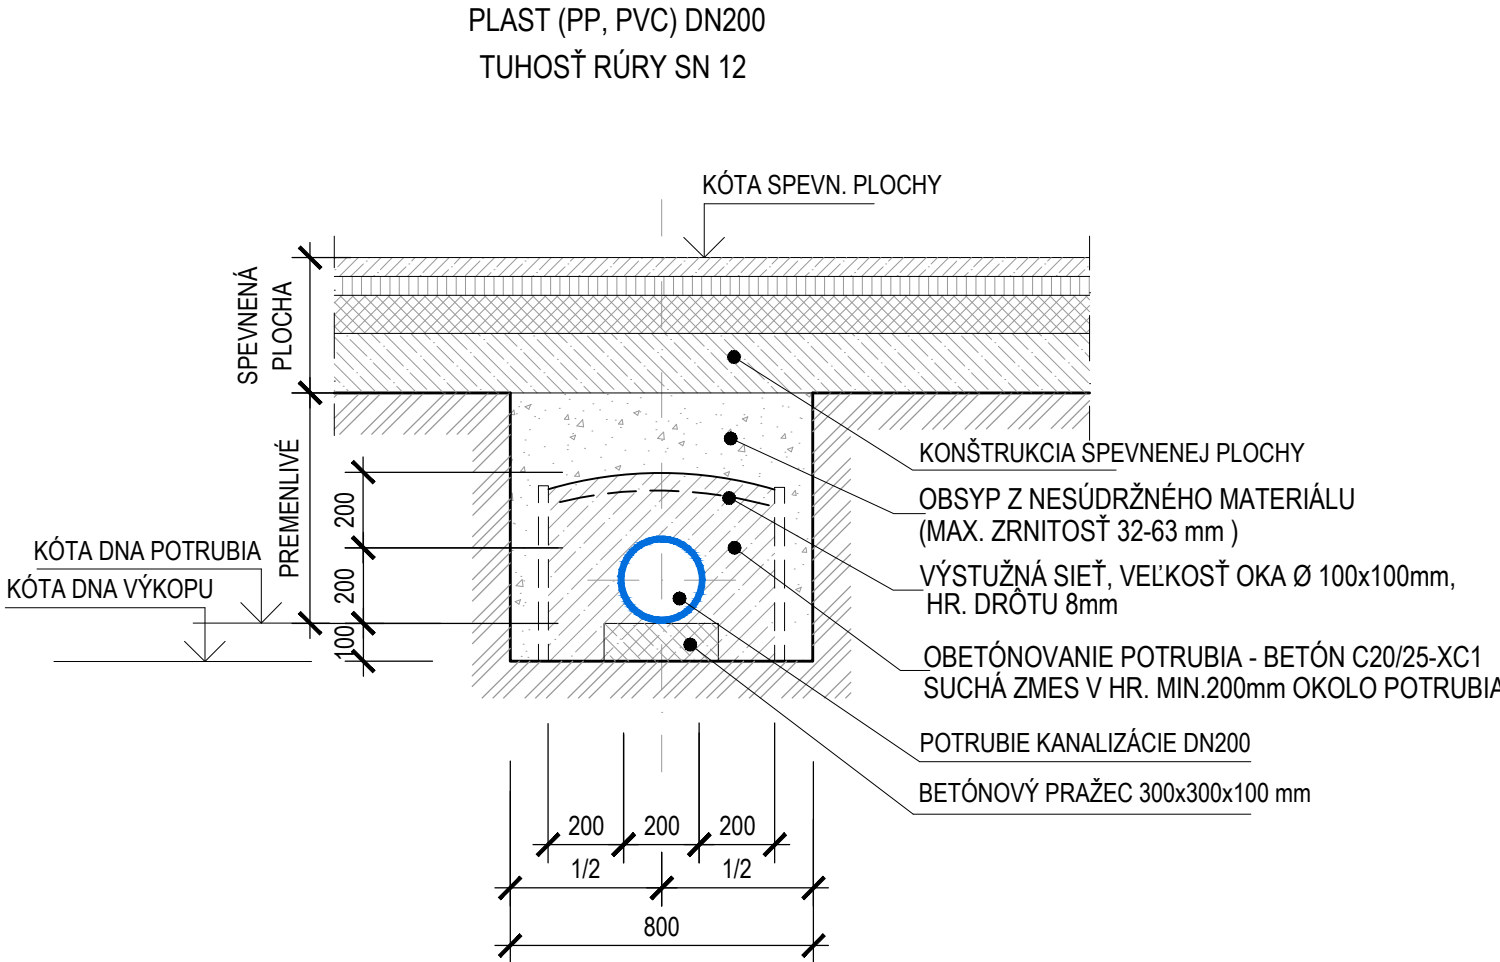 PLAST (PP, PVC) DN200
TUHOSŤ RÚRY SN 12
KÓTA SPEVN. PLOCHY
SPEVNENÁ
PLOCHA
PREMENLIVÉ
200
200
100
KÓTA DNA POTRUBIA
KÓTA DNA VÝKOPU
KONŠTRUKCIA SPEVNENEJ PLOCHY
OBSYP Z NESÚDRŽNÉHO MATERIÁLU
(MAX. ZRNITOSŤ 32-63 mm )
VÝSTUŽNÁ SIEŤ, VEĽKOSŤ OKA Ø 100x100mm,
HR. DRÔTU 8mm
OBETÓNOVANIE POTRUBIA - BETÓN C20/25-XC1
SUCHÁ ZMES V HR. MIN.200mm OKOLO POTRUBIA
POTRUBIE KANALIZÁCIE DN200
BETÓNOVÝ PRAŽEC 300x300x100 mm
200 200 200
1/2 1/2
800